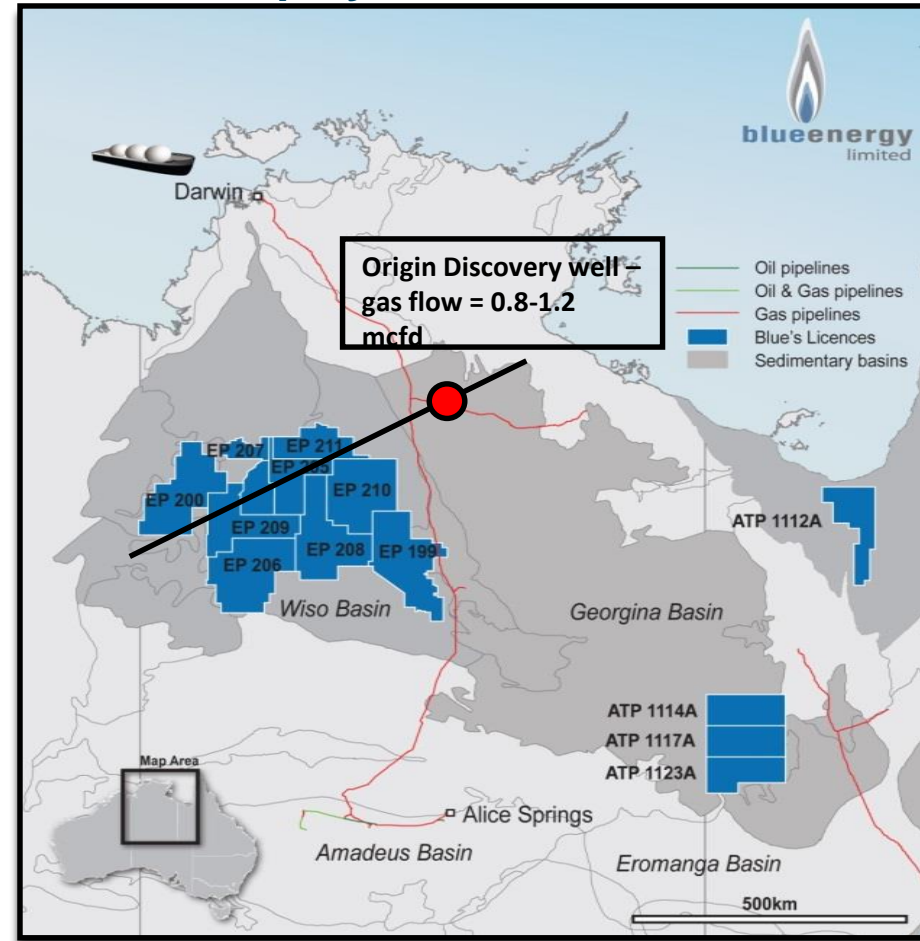 blueenergy
limited
Darwin
Origin Discovery well –
gas flow = 0.8-1.2
mcfd
Oil pipelines
Oil & Gas pipelines
Gas pipelines
Blue's Licences
Sedimentary basins
EP 207
EP 211
EP 205
EP 200
EP 210
EP 209
EP 208
EP 199
EP 206
ATP 1112A
Wiso Basin
Georgina Basin
ATP 1114A
ATP 1117A
ATP 1123A
Map Area
Alice Springs
Amadeus Basin
Eromanga Basin
500km